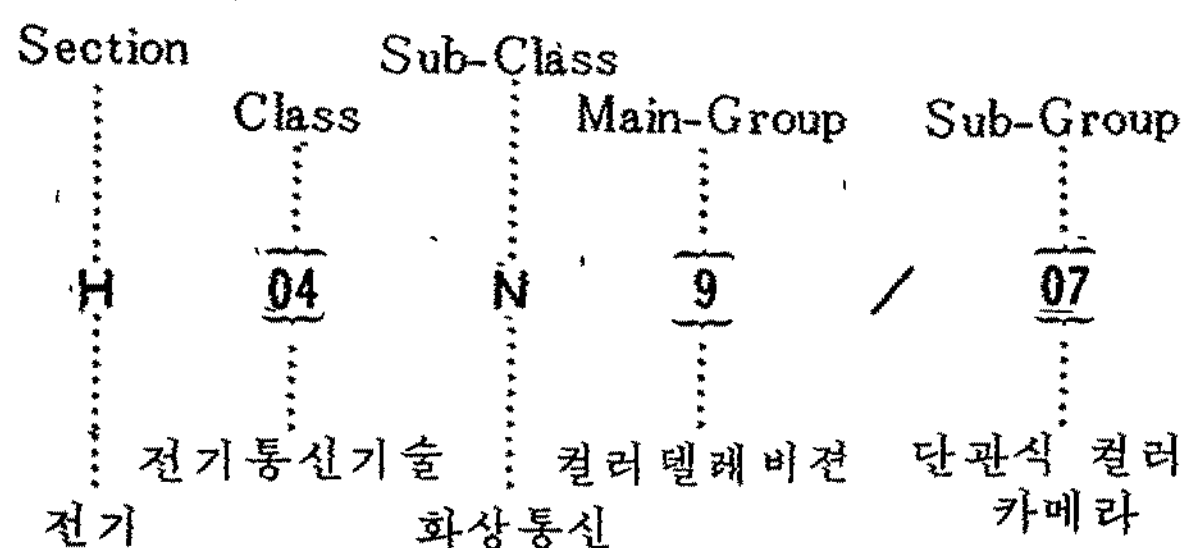 Section Sub-Class
Class Main-Group Sub-Group
H 04 N 9 / 07
전기통신기술 컬러텔레비젼 단관식 컬러
전기 화상통신 카메라